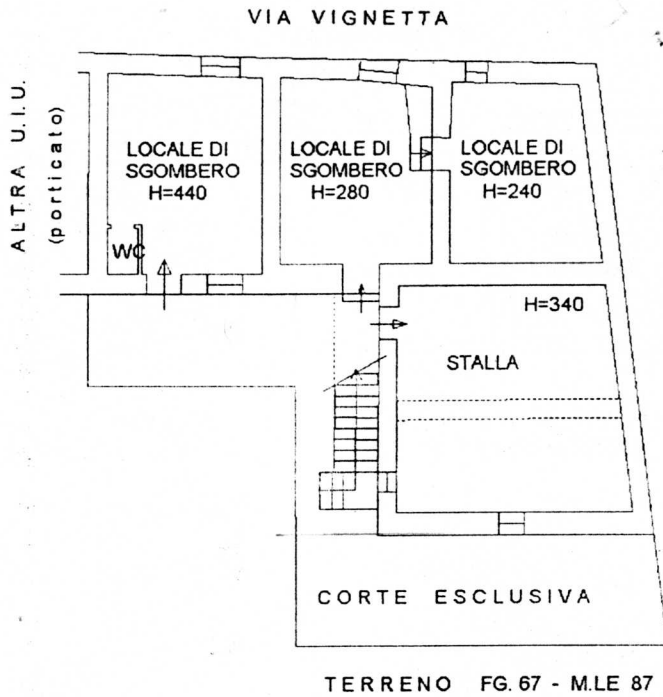 VIA VIGNETTA
ALTRA U.I.U.
(porticato)
LOCALE DI
SGOMBERO
H=440
LOCALE DI
SGOMBERO
H=280
LOCALE DI
SGOMBERO
H=240
WC
H=340
STALLA
CORTE ESCLUSIVA
TERRENO FG. 67 - M.LE 87